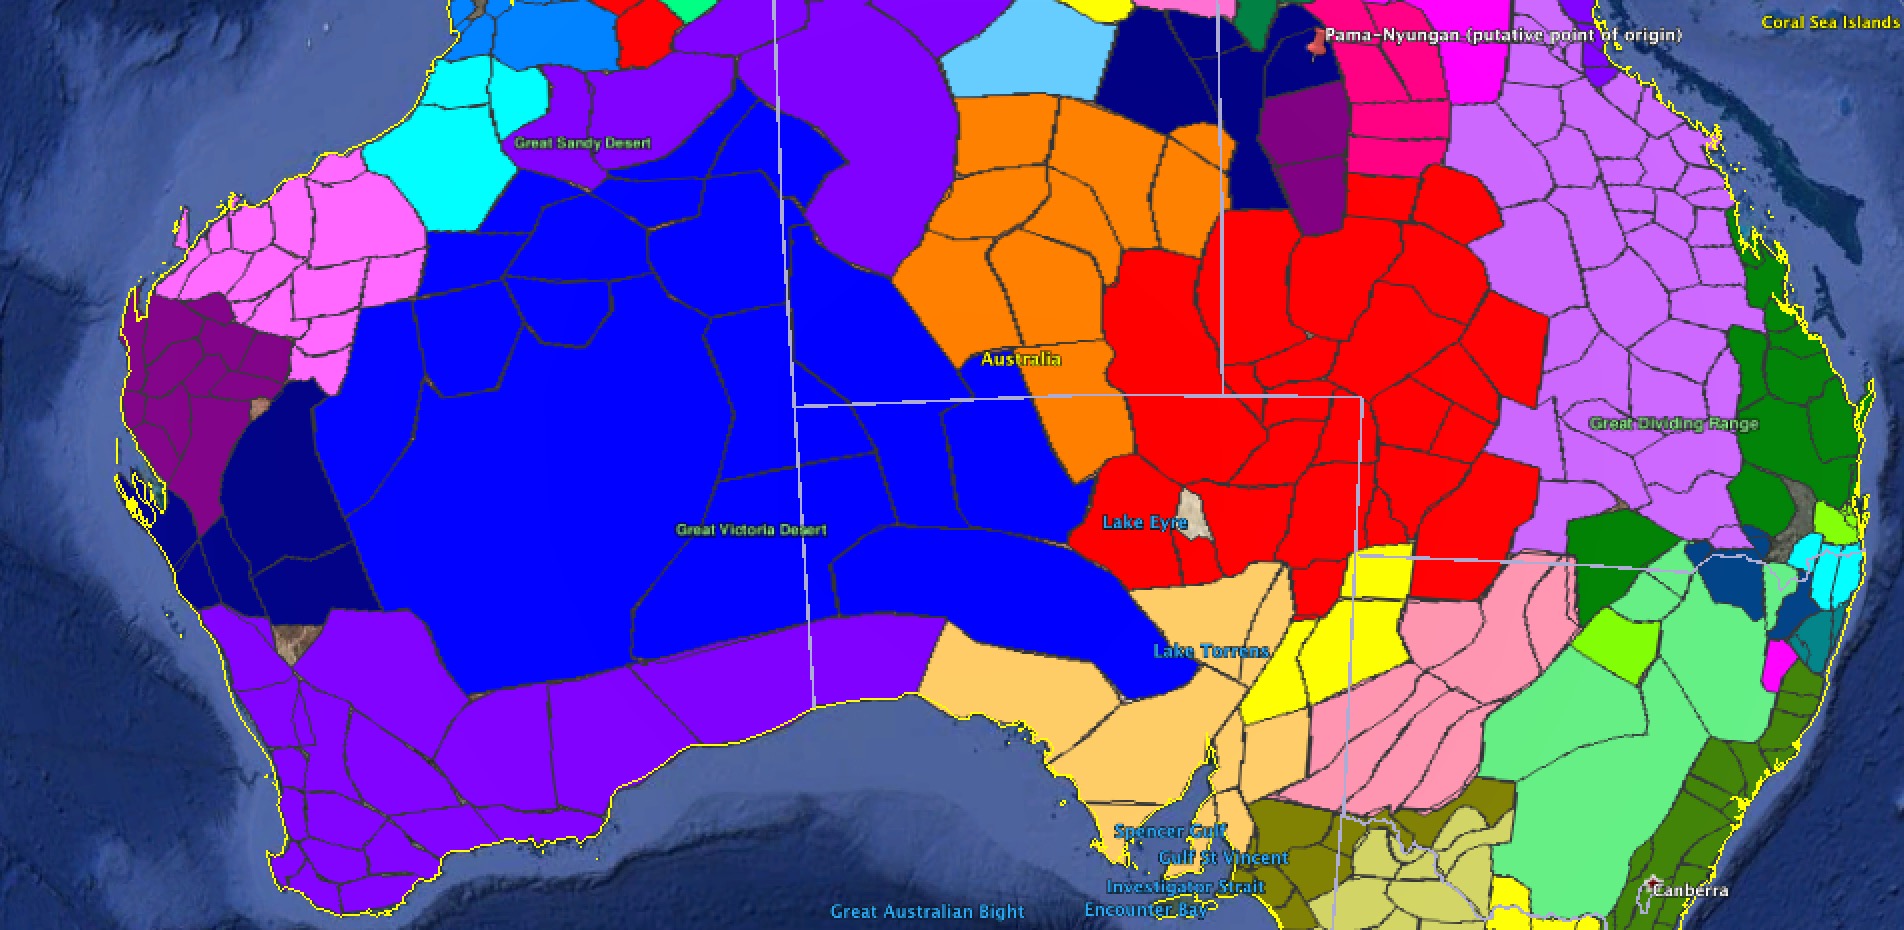 Coral Sea Islands
Pama-Nyungan (putative point of origin)
Great Sandy Desert
Australia
Great Dividing Range
Lake Eyre
Great Victoria Desert
Lake Torrens
Spencer Gulf
Gulf St Vincent
Investigator Strait
Canberra
Great Australian Bight
Encounter Bay